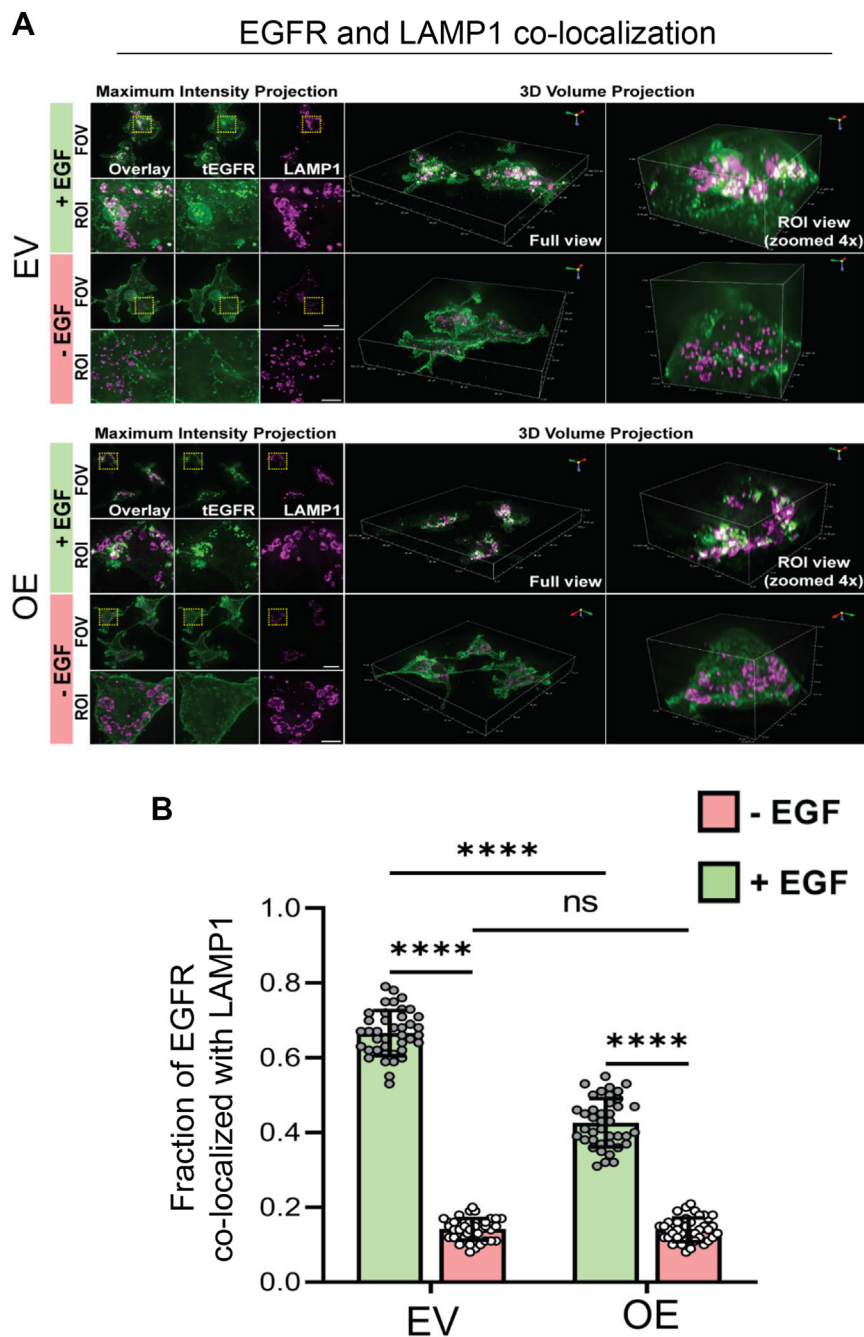 A
EGFR and LAMP1 co-localization
Maximum Intensity Projection
3D Volume Projection
EV
+ EGF
FOV
Overlay
tEGFR
LAMP1
Full view
ROI
ROI view
(zoomed 4x)
- EGF
FOV
ROI
Maximum Intensity Projection
3D Volume Projection
OE
+ EGF
FOV
Overlay
tEGFR
LAMP1
Full view
ROI
ROI view
(zoomed 4x)
- EGF
FOV
ROI
B
- EGF
+ EGF
****
ns
****
****
Fraction of EGFR
co-localized with LAMP1
1.0
0.8
0.6
0.4
0.2
0.0
EV
OE